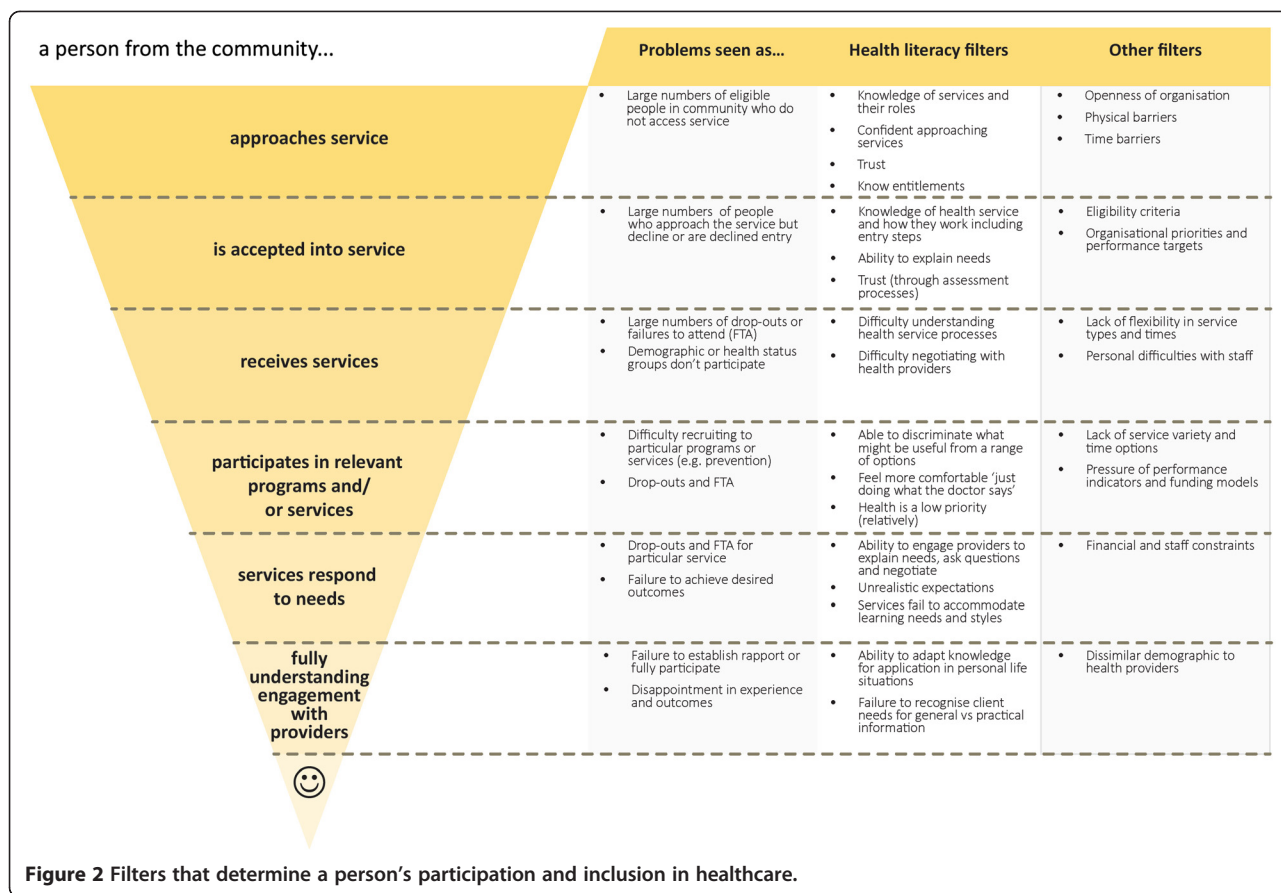 a person from the community...
Problems seen as...
Health literacy filters
Other filters
approaches service
• Large numbers of eligible
people in community who do
not access service
• Knowledge of services and
their roles
• Confident approaching
services
• Trust
• Know entitlements
• Openness of organisation
• Physical barriers
• Time barriers
is accepted into service
• Large numbers of people
who approach the service but
decline or are declined entry
• Knowledge of health service
and how they work including
entry steps
• Ability to explain needs
• Trust (through assessment
processes)
• Eligibility criteria
• Organisational priorities and
performance targets
receives services
• Large numbers of drop-outs or
failures to attend (FTA)
• Demographic or health status
groups don't participate
• Difficulty understanding
health service processes
• Difficulty negotiating with
health providers
• Lack of flexibility in service
types and times
• Personal difficulties with staff
participates in relevant
programs and/
or services
• Difficulty recruiting to
particular programs or
services (e.g. prevention)
• Drop-outs and FTA
• Able to discriminate what
might be useful from a range
of options
• Feel more comfortable 'just
doing what the doctor says'
• Health is a low priority
(relatively)
• Lack of service variety and
time options
• Pressure of performance
indicators and funding models
services respond
to needs
• Drop-outs and FTA for
particular service
• Failure to achieve desired
outcomes
• Ability to engage providers to
explain needs, ask questions
and negotiate
• Unrealistic expectations
• Services fail to accommodate
learning needs and styles
• Financial and staff constraints
fully
understanding
engagement
with
providers
• Failure to establish rapport or
fully participate
• Disappointment in experience
and outcomes
• Ability to adapt knowledge
for application in personal life
situations
• Failure to recognise client
needs for general vs practical
information
• Dissimilar demographic to
health providers
Figure 2 Filters that determine a person's participation and inclusion in healthcare.